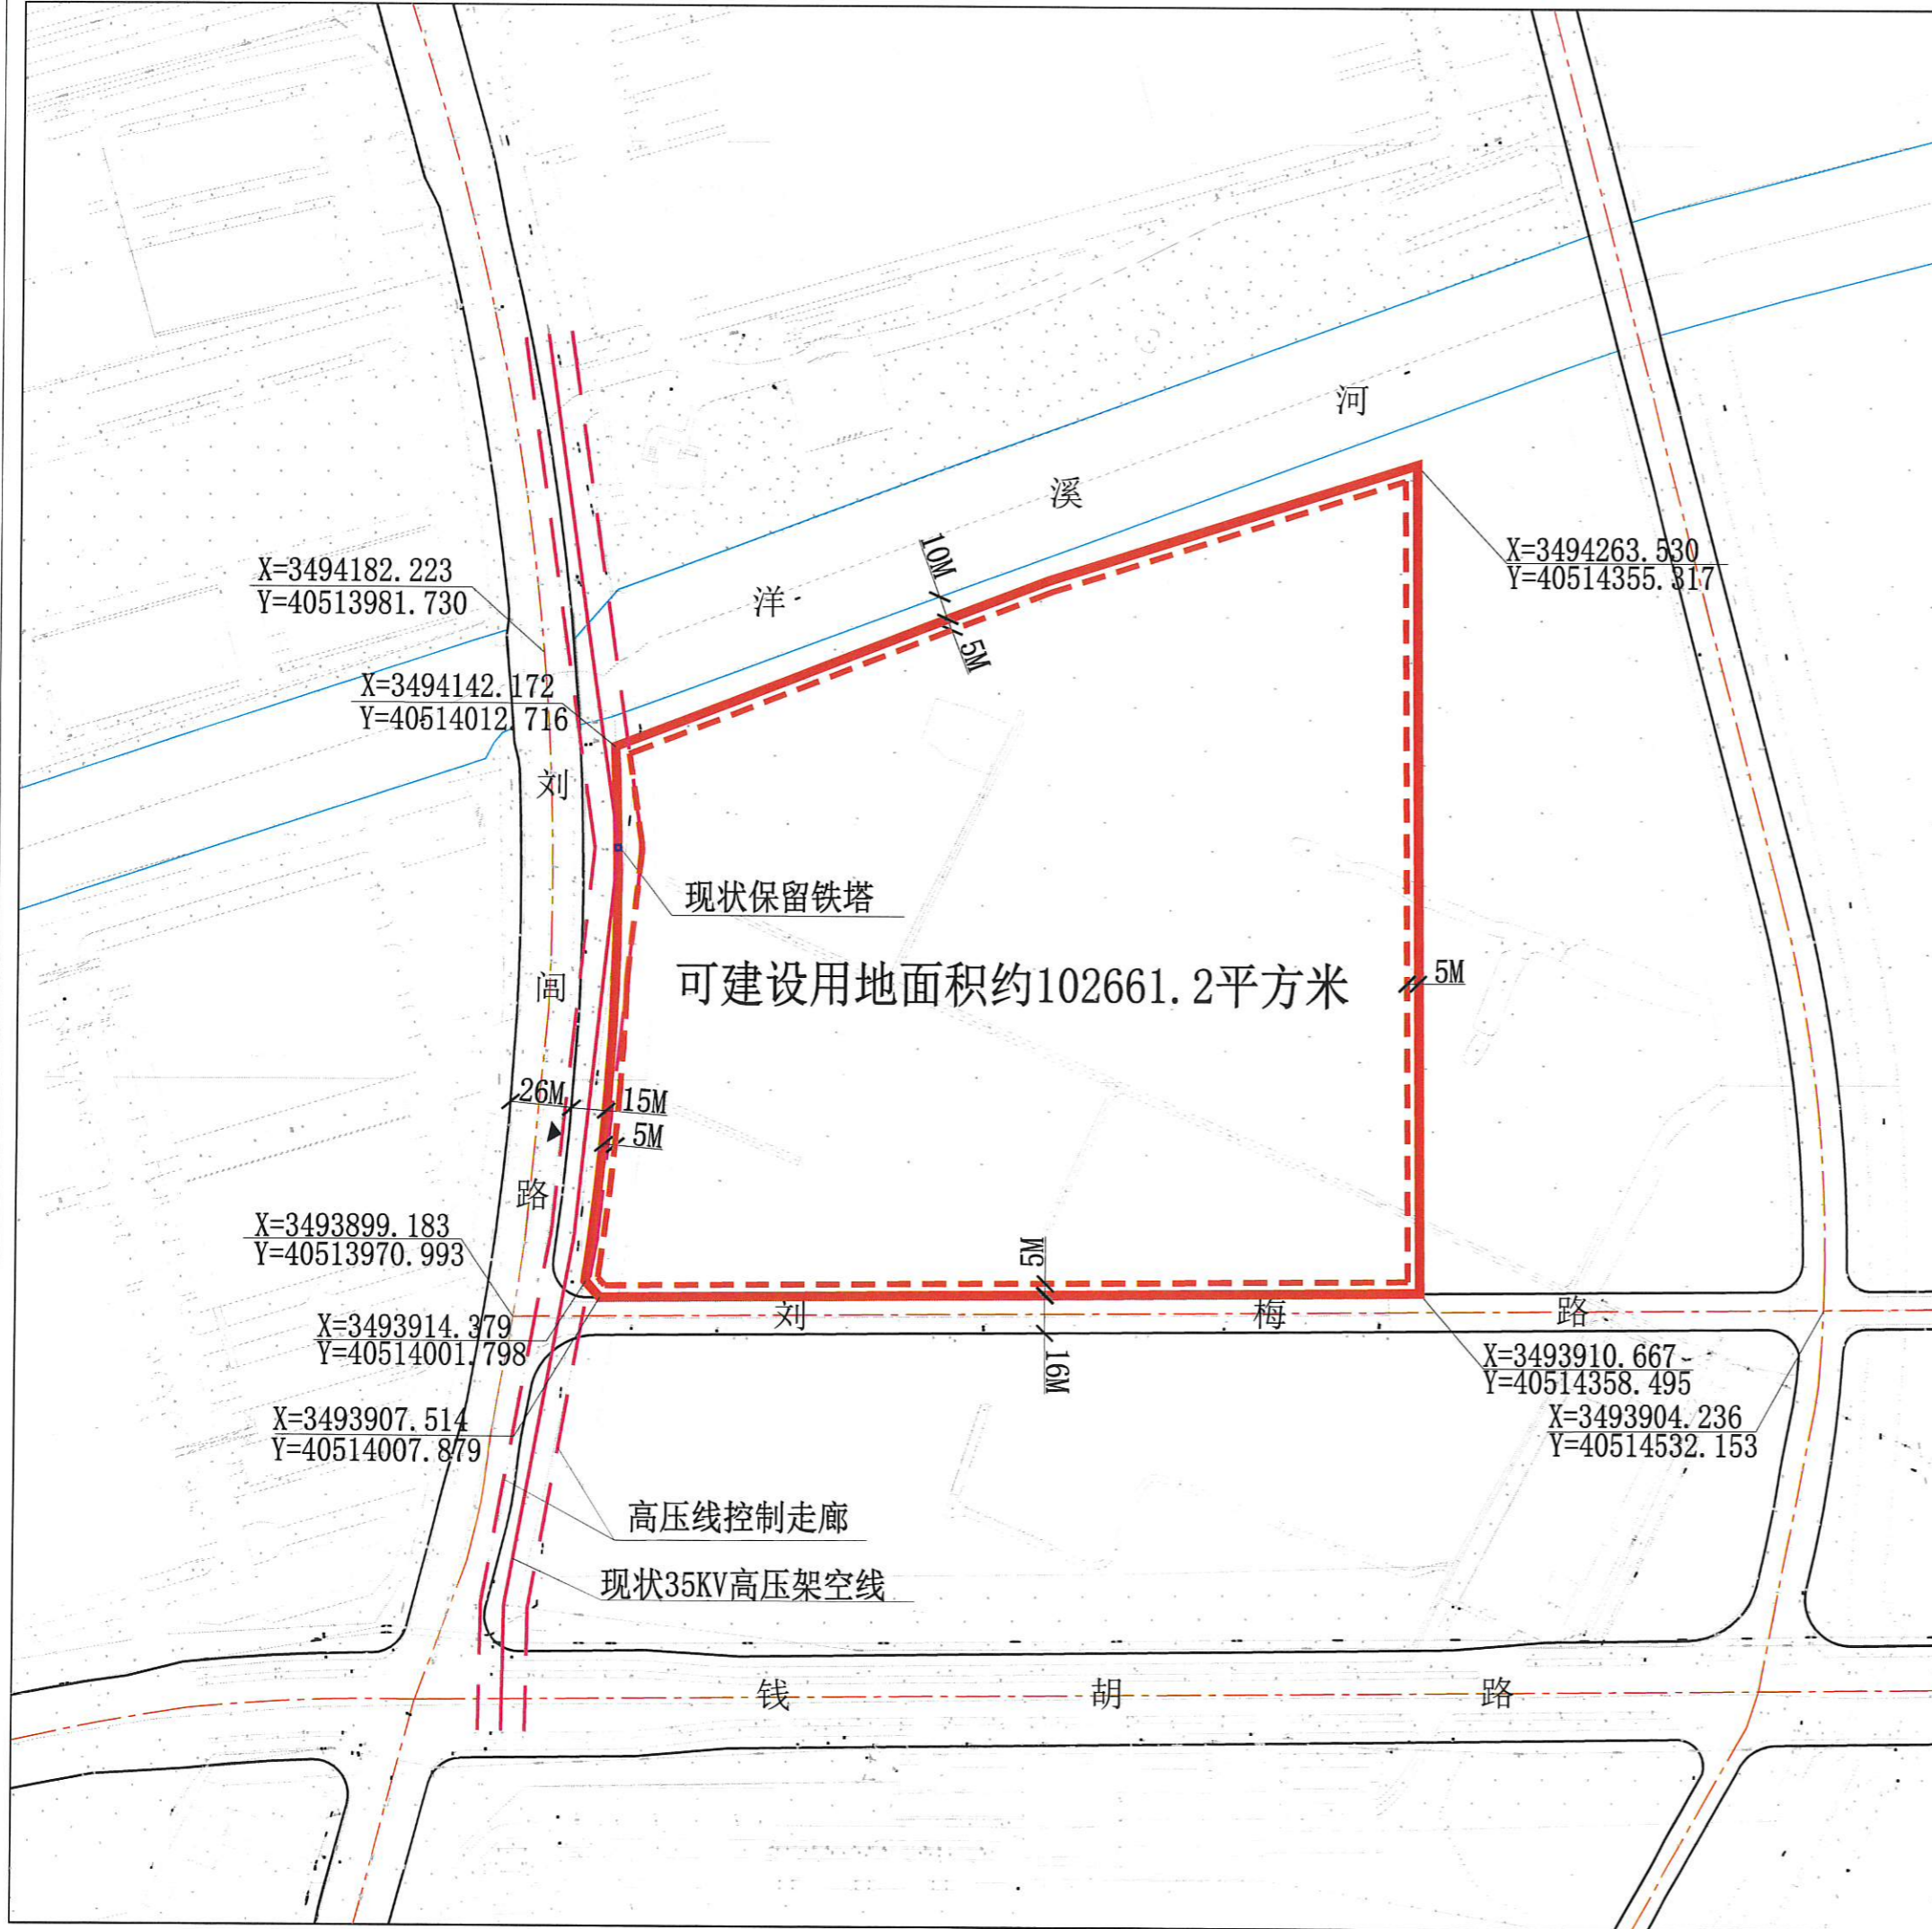 河
溪
洋
10M
5M
X=3494263.530
Y=40514355.317
X=3494182.223
Y=40513981.730
X=3494142.172
Y=40514012.716
刘
闾
路
现状保留铁塔
可建设用地面积约102661.2平方米
5M
26M
15M
5M
X=3493899.183
Y=40513970.993
5M
刘
梅
路
X=3493914.379
Y=40514001.798
16M
X=3493910.667
Y=40514358.495
X=3493907.514
Y=40514007.879
X=3493904.236
Y=40514532.153
高压线控制走廊
现状35KV高压架空线
钱
胡
路